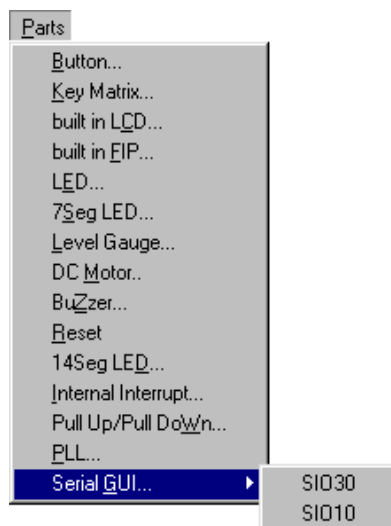 Parts
Button...
Key Matrix...
built in LCD...
built in FIP...
LED...
7Seg LED...
Level Gauge...
DC Motor..
BuZzer...
Reset
14Seg LED...
Internal Interrupt...
Pull Up/Pull DoWn...
PLL...
Serial GUI...
SIO30
SIO10